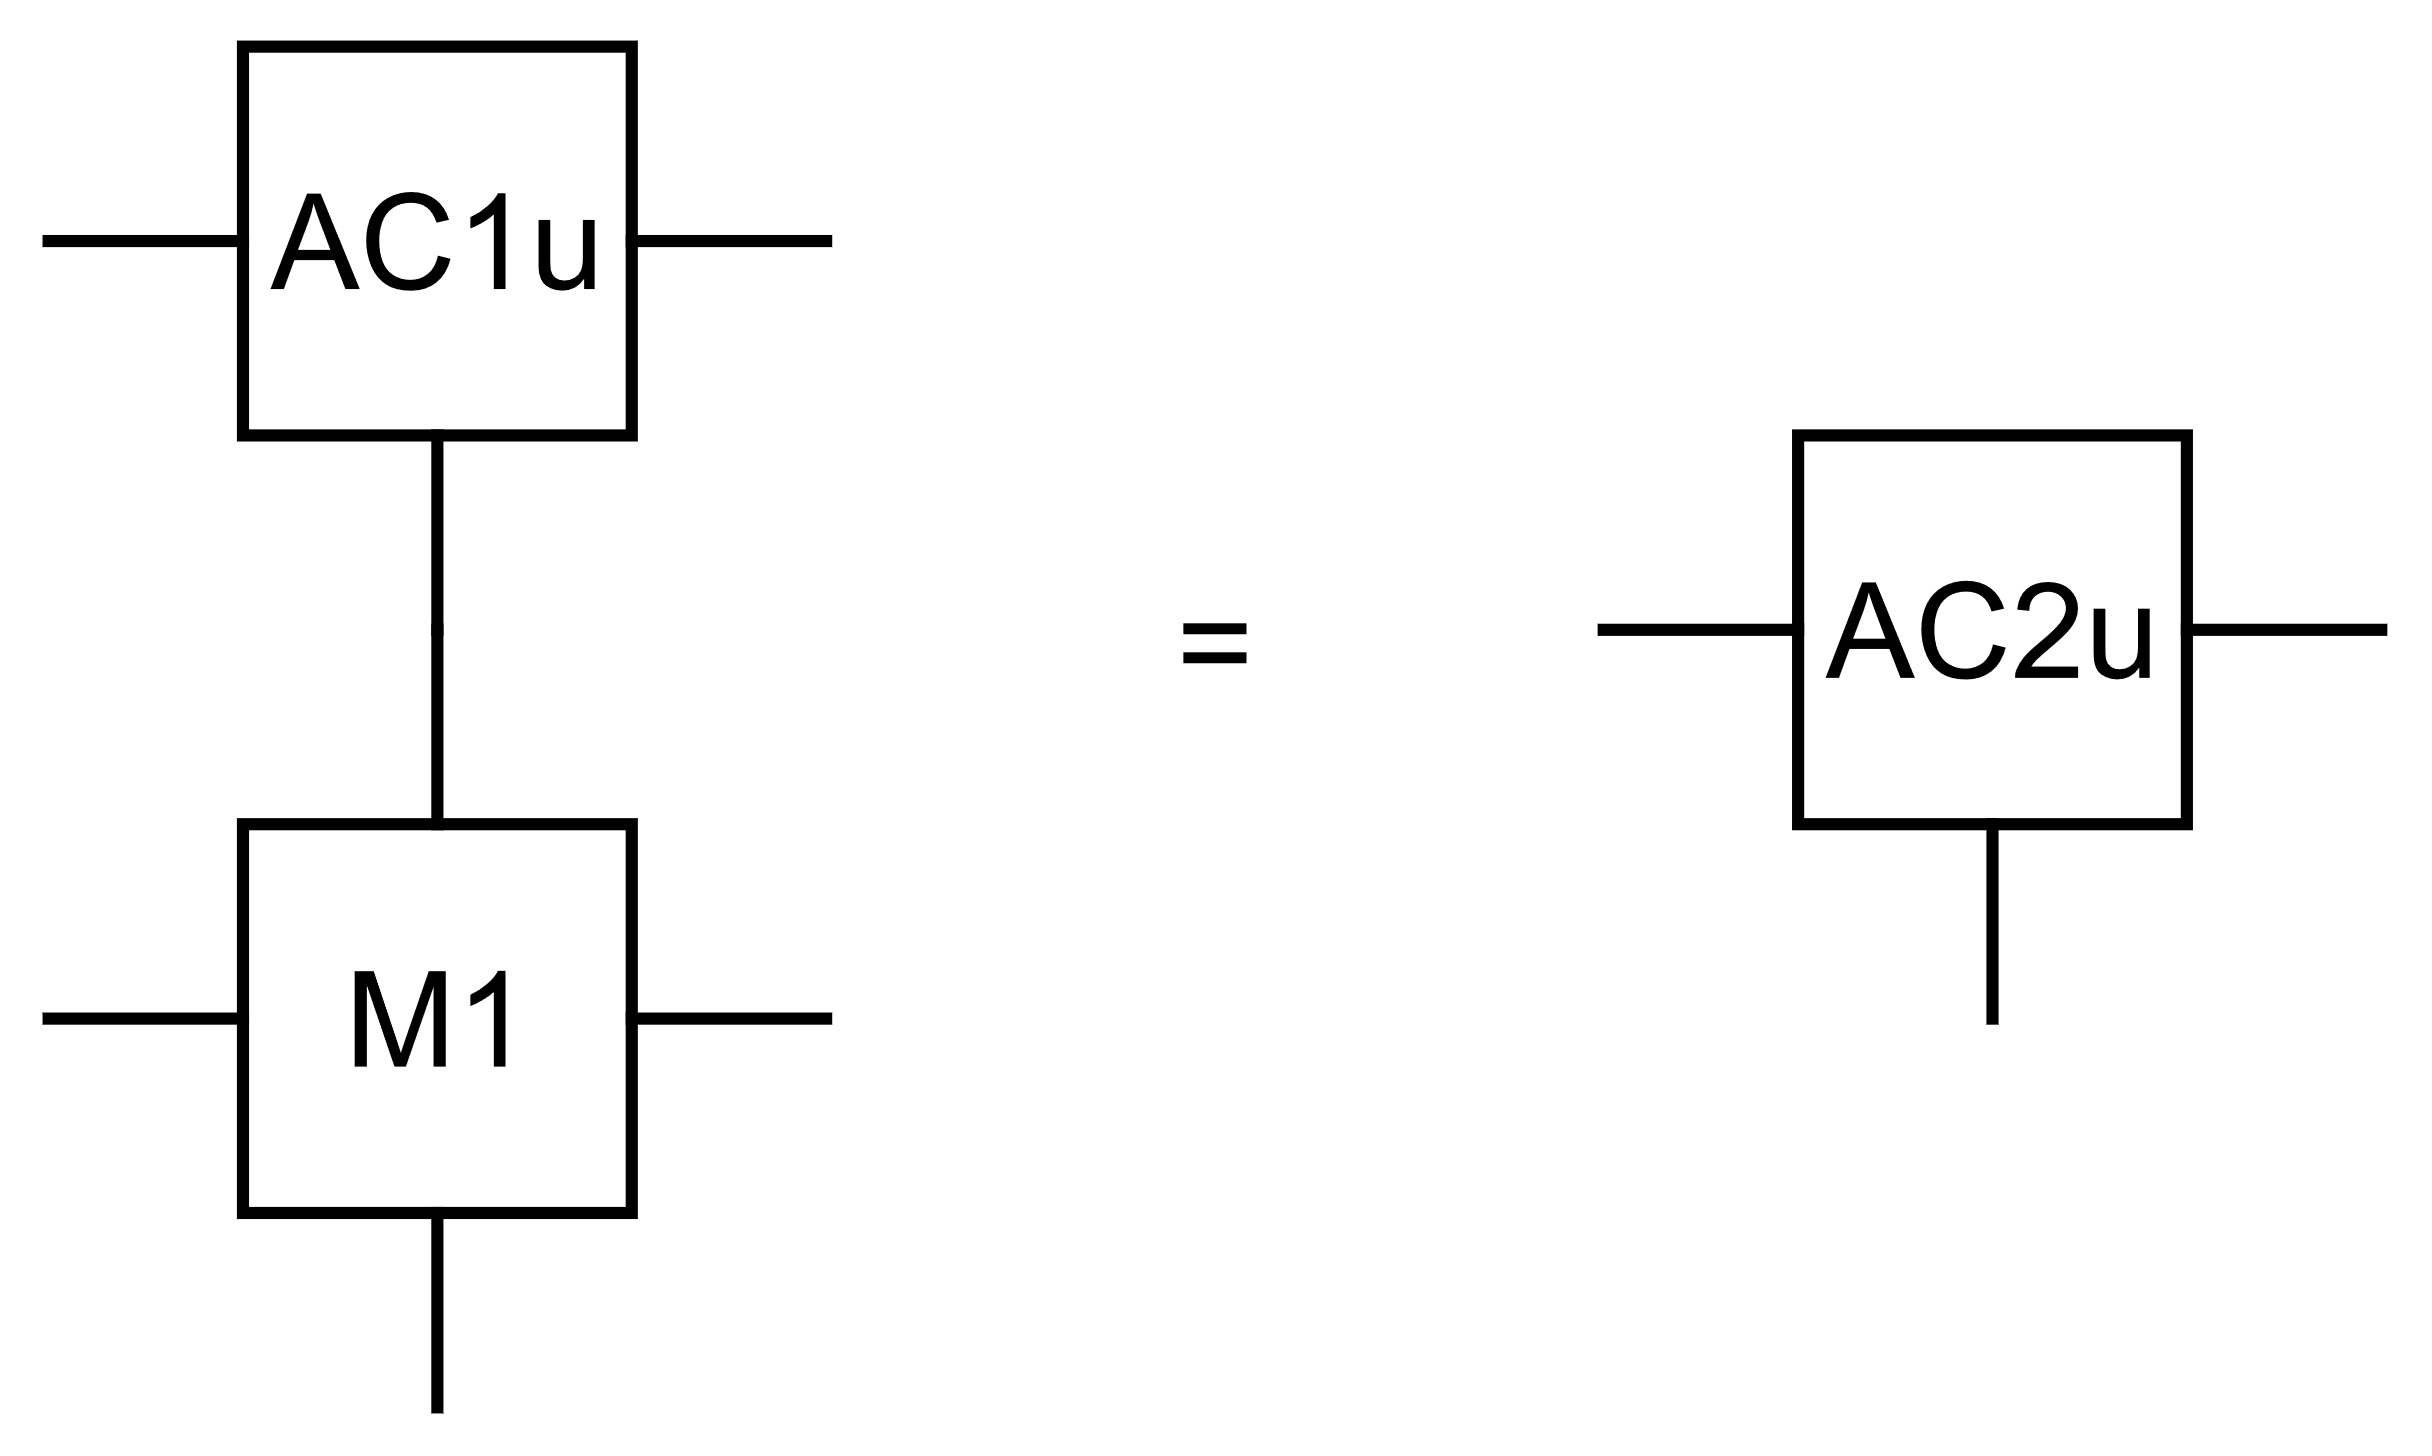 AC1u
=
AC2u
M1